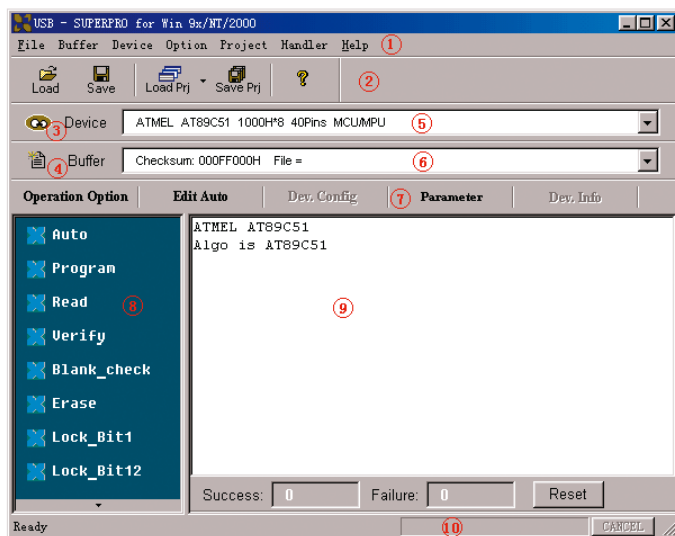 USB - SUPERPRO for Win 9x/NT/2000
File Buffer Device Option Project Handler Help 1
Load Save Load Prj Save Prj ? 2
3 Device ATMEL AT89C51 1000H*8 40Pins MCU/MPU 5
4 Buffer Checksum: 000FF000H File = 6
Operation Option Edit Auto Dev. Config 7 Parameter Dev. Info
Auto
Program
Read 8
Verify
Blank_check
Erase
Lock_Bit1
Lock_Bit12
ATMEL AT89C51
Algo is AT89C51
9
Success: 0 Failure: 0 Reset
Ready 10 CANCEL